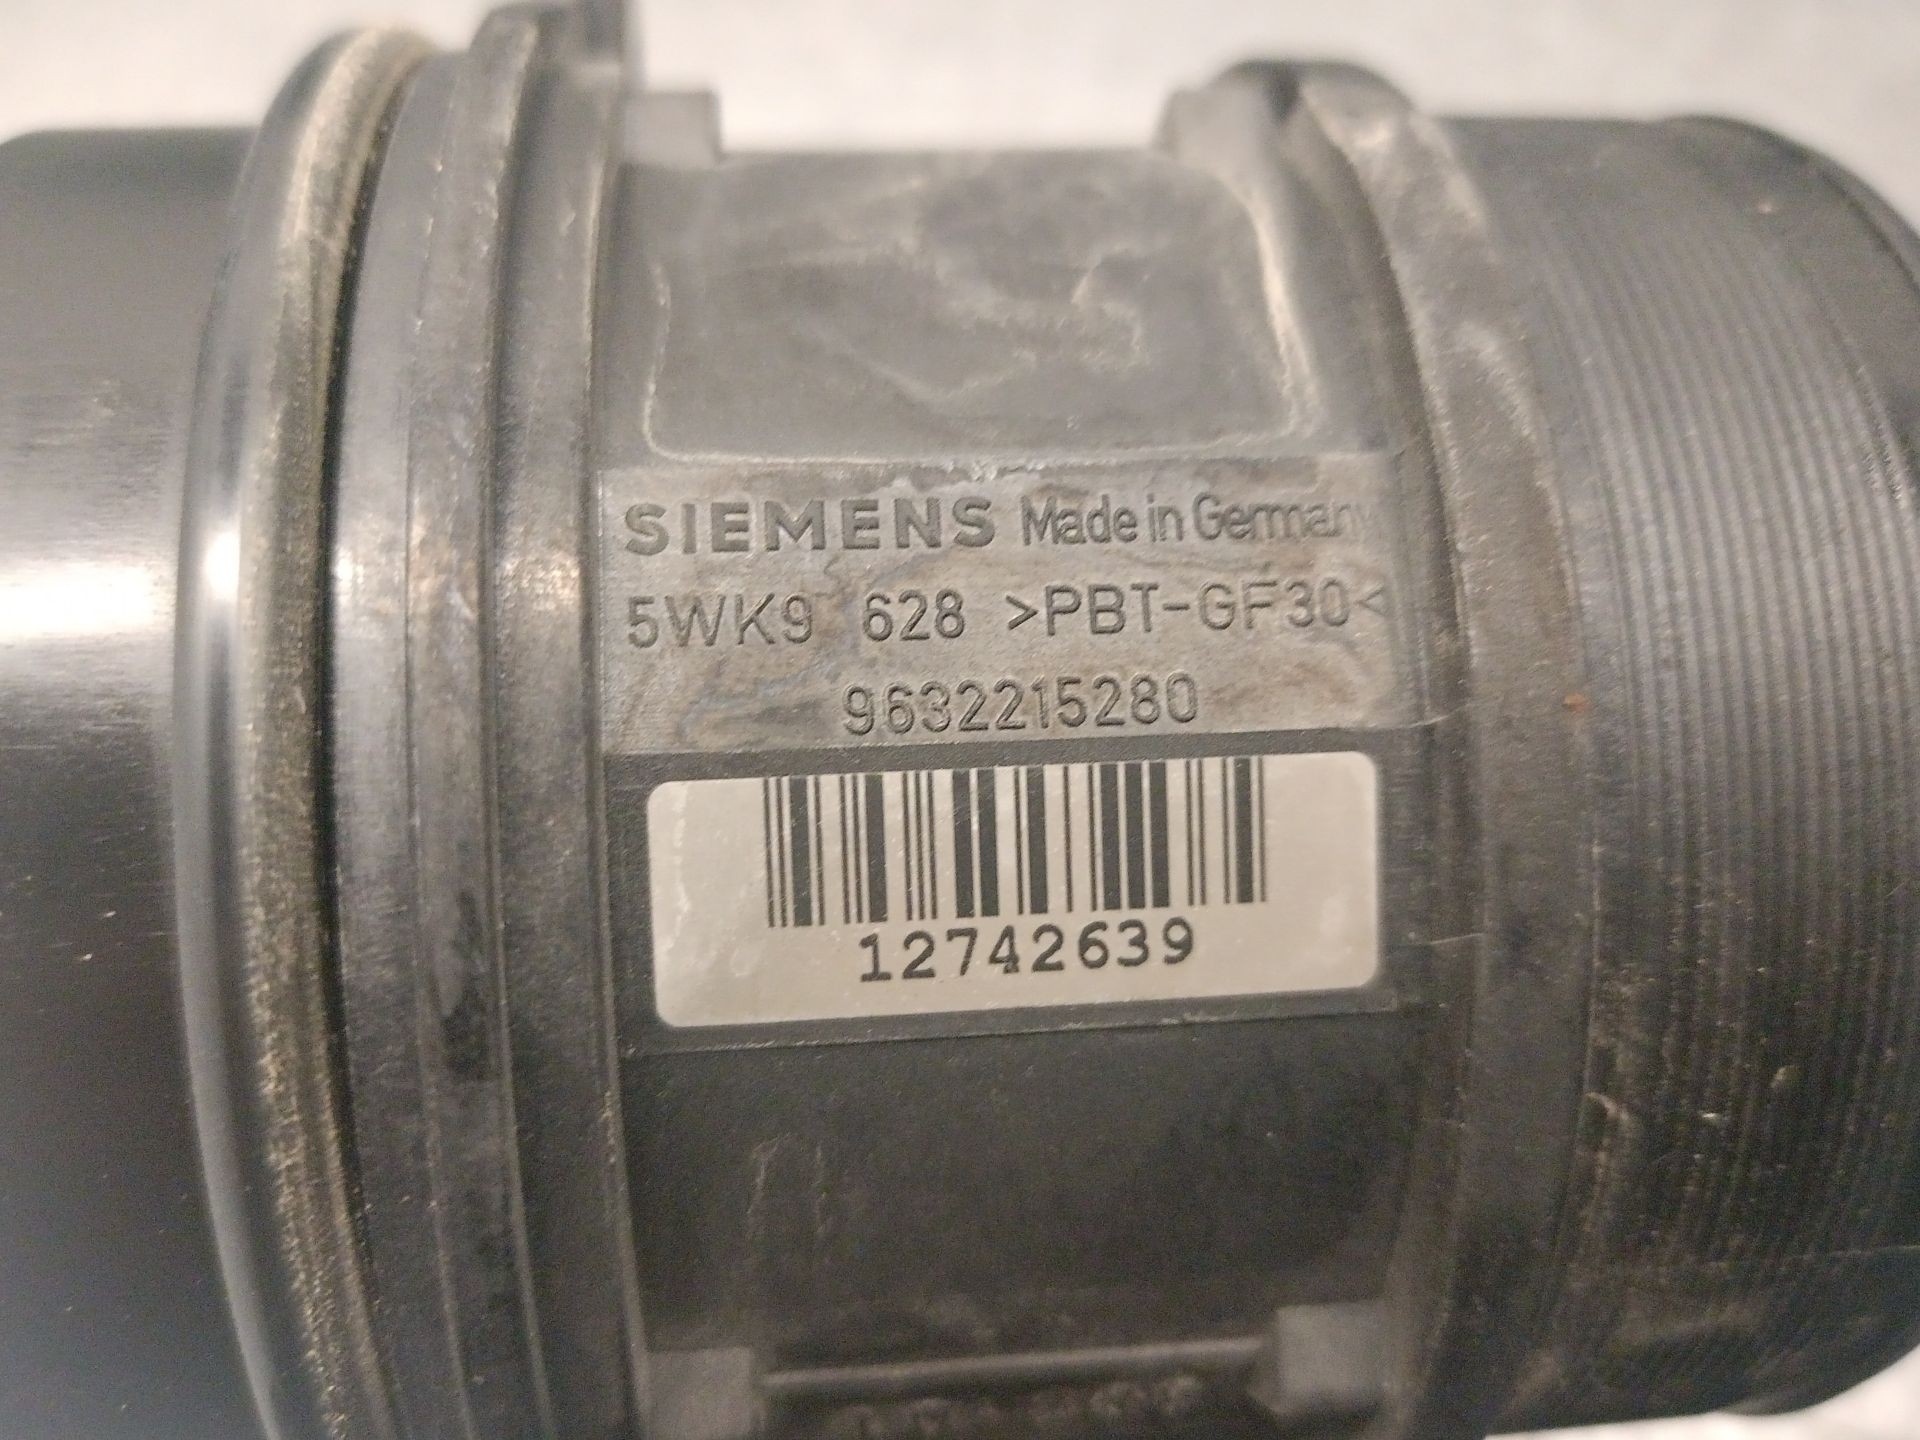 SIEMENS Made in Germany
5WK9 628 >PBT-GF30<
9632215280
12742639